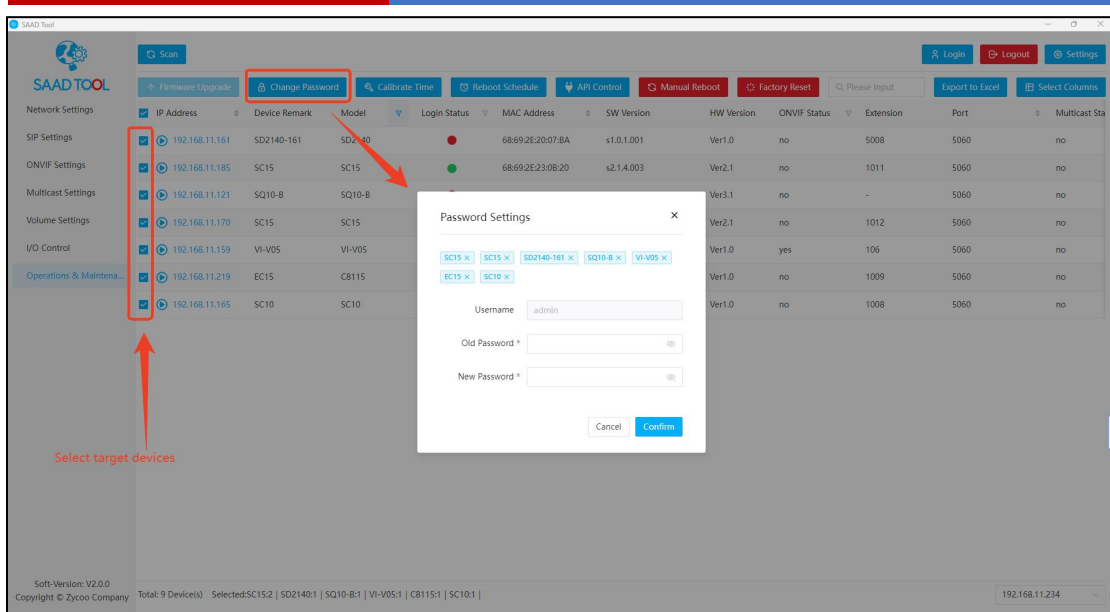 SAAD Tool
Scan
Login
Logout
Settings
SAAD TOOL
Firmware Upgrade
Change Password
Calibrate Time
Reboot Schedule
API Control
Manual Reboot
Factory Reset
Please Input
Export to Excel
Select Columns
Network Settings
SIP Settings
ONVIF Settings
Multicast Settings
Volume Settings
I/O Control
Operations & Maintena...
IP Address Device Remark Model Login Status MAC Address SW Version HW Version ONVIF Status Extension Port Multicast Sta
192.168.11.161 SD2140-161 SD2140 68:69:2E:20:07:BA s1.0.1.001 Ver1.0 no 5008 5060 no
192.168.11.185 SC15 SC15 68:69:2E:23:0B:20 s2.1.4.003 Ver2.1 no 1011 5060 no
192.168.11.121 SQ10-B SQ10-B Ver3.1 no - 5060 no
192.168.11.170 SC15 SC15 Ver2.1 no 1012 5060 no
192.168.11.159 VI-V05 VI-V05 Ver1.0 yes 106 5060 no
192.168.11.219 EC15 C8115 Ver1.0 no 1009 5060 no
192.168.11.165 SC10 SC10 Ver1.0 no 1008 5060 no
Password Settings
SC15 × SC15 × SD2140-161 × SQ10-B × VI-V05 ×
EC15 × SC10 ×
Username admin
Old Password *
New Password *
Cancel Confirm
Select target devices
Soft-Version: V2.0.0
Copyright © Zycoo Company
Total: 9 Device(s) Selected:SC15:2 | SD2140:1 | SQ10-B:1 | VI-V05:1 | C8115:1 | SC10:1 |
192.168.11.234